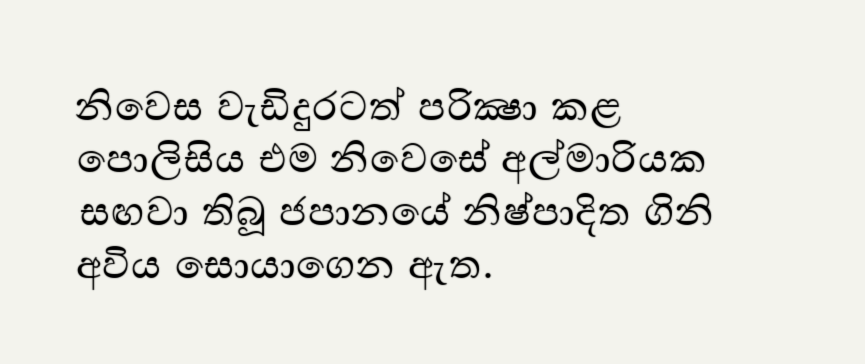 නිවෙස වැඩිදුරටත් පරික්‍ෂා කළ
පොලිසිය එම නිවෙසේ අල්මාරියක
සඟවා තිබූ ජපානයේ නිෂ්පාදිත ගිනි
අවිය සොයාගෙන ඇත.